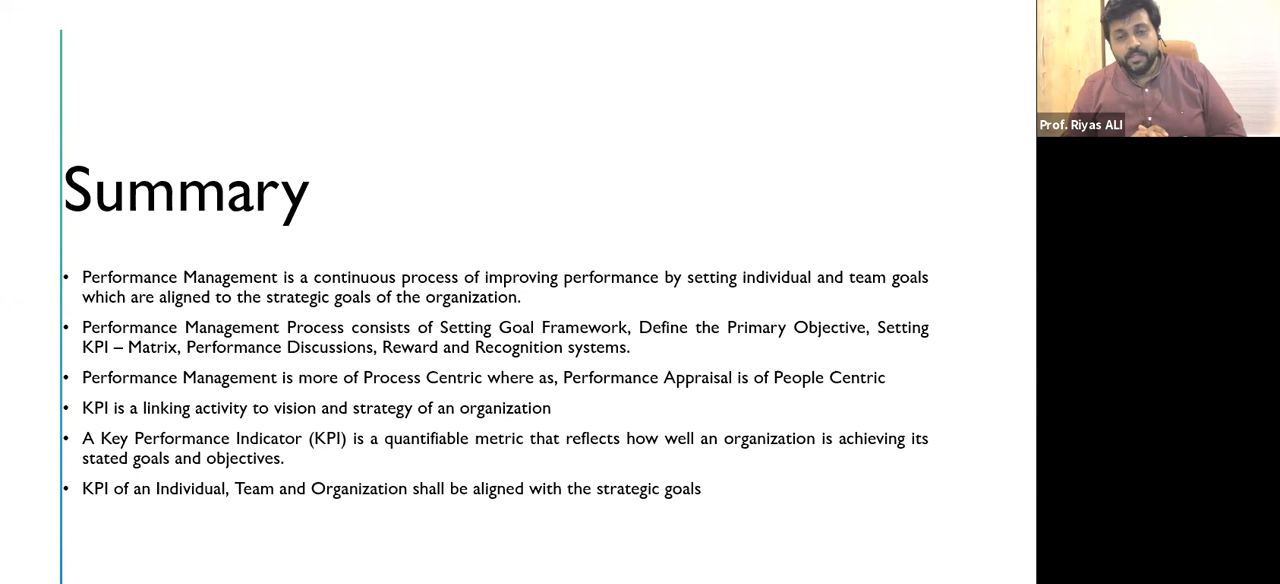 Summary
• Performance Management is a continuous process of improving performance by setting individual and team goals
which are aligned to the strategic goals of the organization.
• Performance Management Process consists of Setting Goal Framework, Define the Primary Objective, Setting
KPI – Matrix, Performance Discussions, Reward and Recognition systems.
• Performance Management is more of Process Centric where as, Performance Appraisal is of People Centric
• KPI is a linking activity to vision and strategy of an organization
• A Key Performance Indicator (KPI) is a quantifiable metric that reflects how well an organization is achieving its
stated goals and objectives.
• KPI of an Individual, Team and Organization shall be aligned with the strategic goals
Prof. Riyas ALI